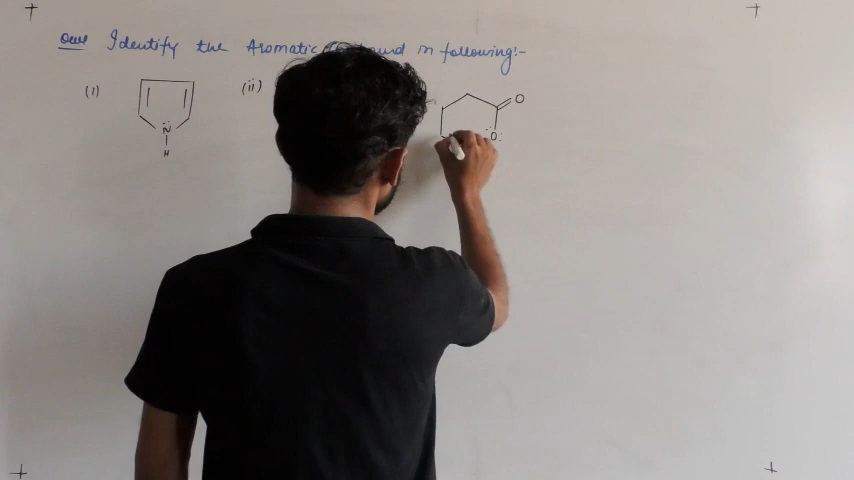 Que Identify the Aromatic in following:-
(i) (ii)
O
N O
H